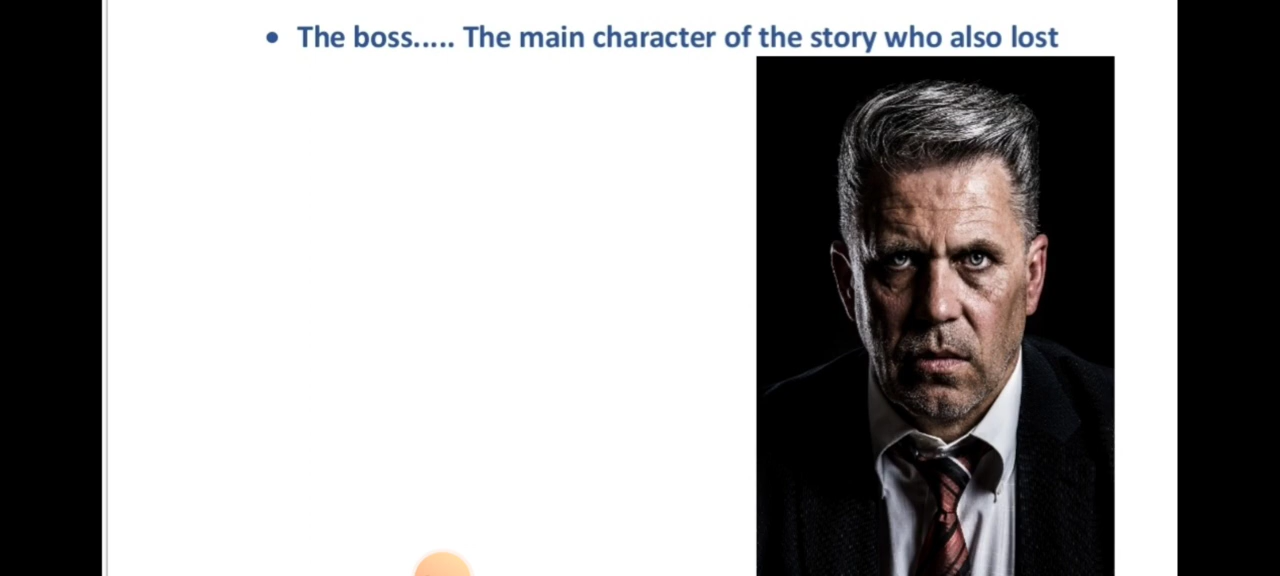 • The boss..... The main character of the story who also lost